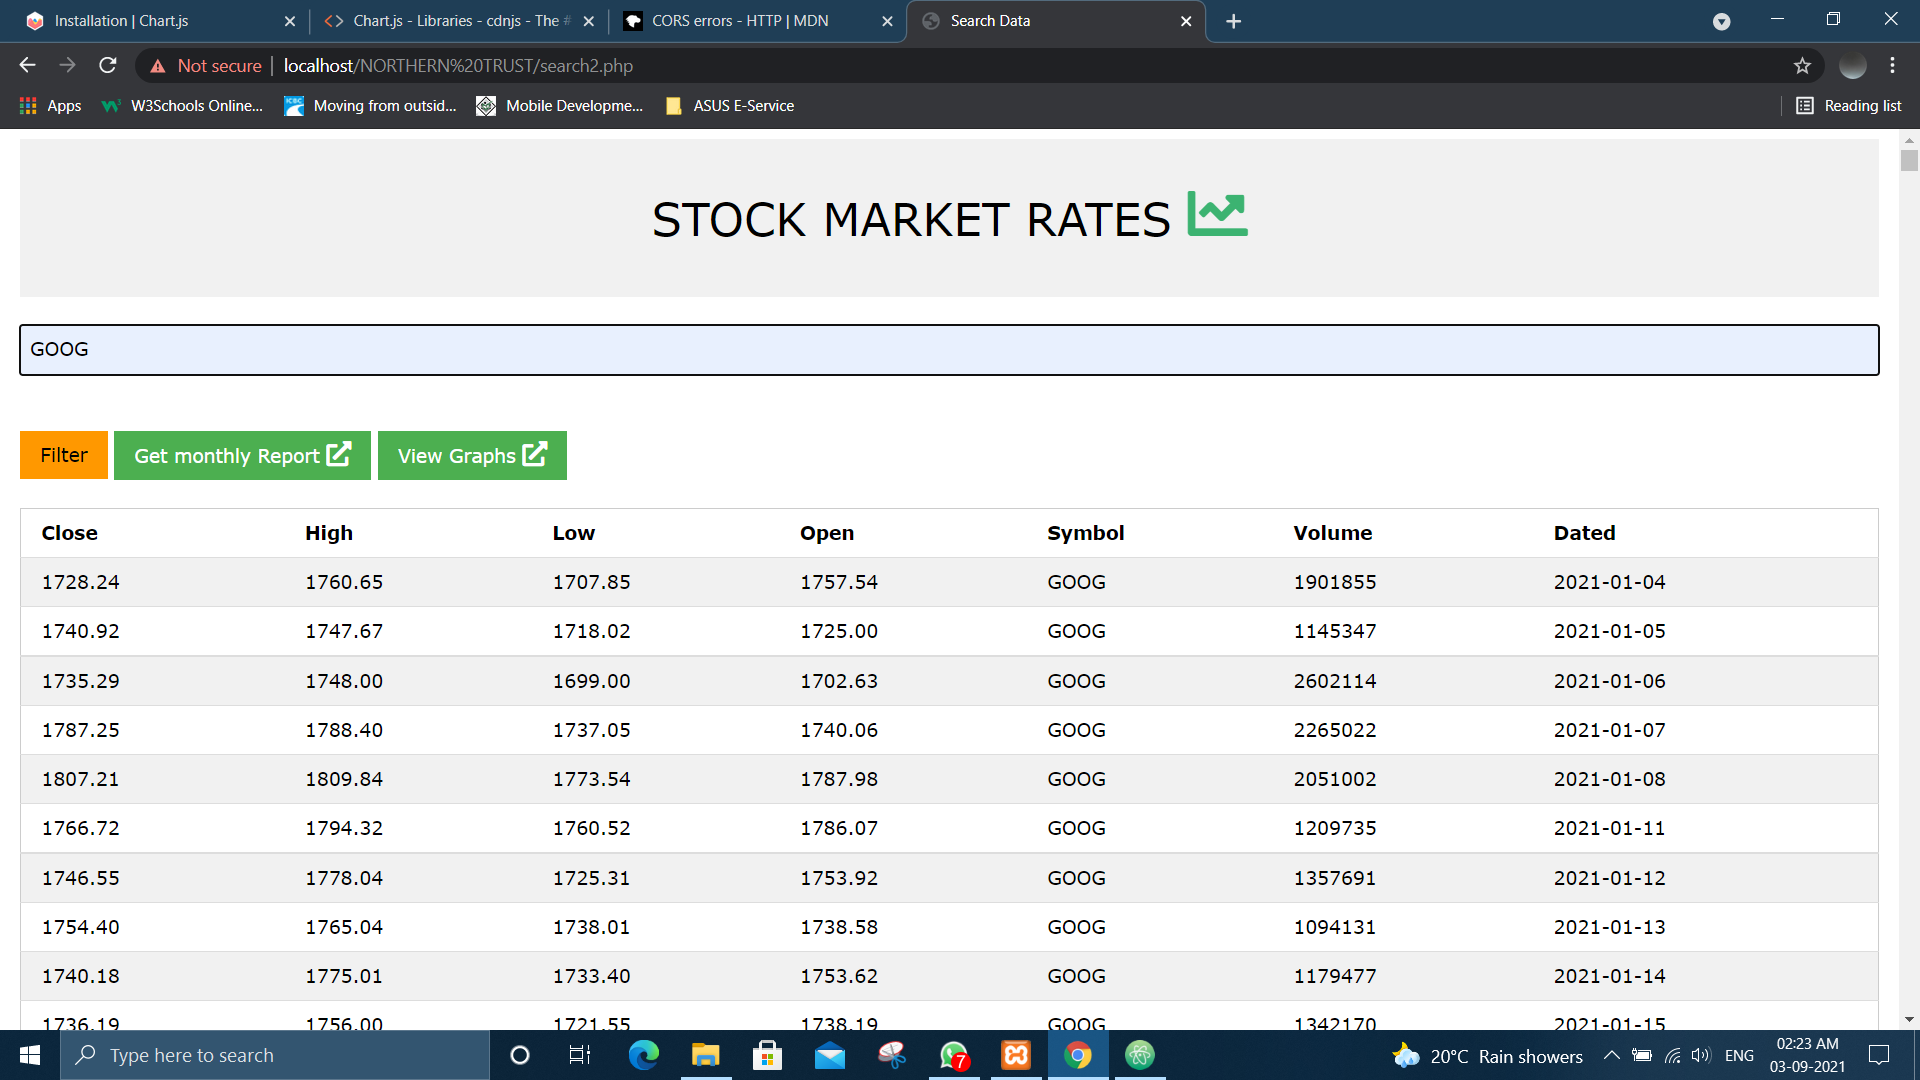 Installation | Chart.js
Chart.js - Libraries - cdnjs - The #
CORS errors - HTTP | MDN
Search Data
Not secure | localhost/NORTHERN%20TRUST/search2.php
Apps
W3Schools Online...
Moving from outsid...
Mobile Developme...
ASUS E-Service
Reading list
STOCK MARKET RATES
GOOG
Filter
Get monthly Report
View Graphs
Close High Low Open Symbol Volume Dated
1728.24 1760.65 1707.85 1757.54 GOOG 1901855 2021-01-04
1740.92 1747.67 1718.02 1725.00 GOOG 1145347 2021-01-05
1735.29 1748.00 1699.00 1702.63 GOOG 2602114 2021-01-06
1787.25 1788.40 1737.05 1740.06 GOOG 2265022 2021-01-07
1807.21 1809.84 1773.54 1787.98 GOOG 2051002 2021-01-08
1766.72 1794.32 1760.52 1786.07 GOOG 1209735 2021-01-11
1746.55 1778.04 1725.31 1753.92 GOOG 1357691 2021-01-12
1754.40 1765.04 1738.01 1738.58 GOOG 1094131 2021-01-13
1740.18 1775.01 1733.40 1753.62 GOOG 1179477 2021-01-14
1736.19 1756.00 1721.55 1738.19 GOOG 1342170 2021-01-15
Type here to search
7
20°C Rain showers
ENG
02:23 AM
03-09-2021